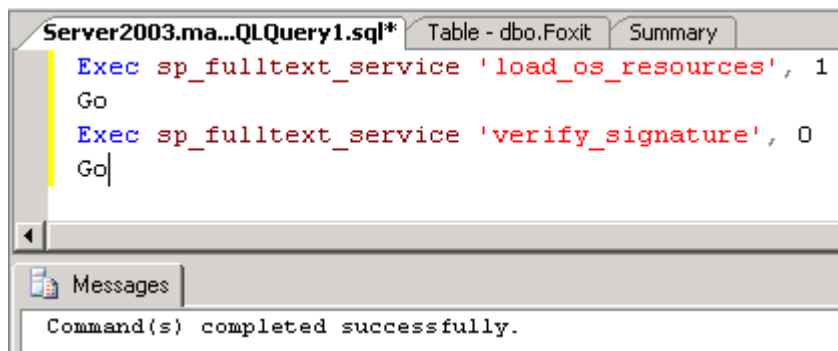 Server2003.ma...QLQuery1.sql* Table - dbo.Foxit Summary
Exec sp_fulltext_service 'load_os_resources', 1
Go
Exec sp_fulltext_service 'verify_signature', 0
Go
Messages
Command(s) completed successfully.